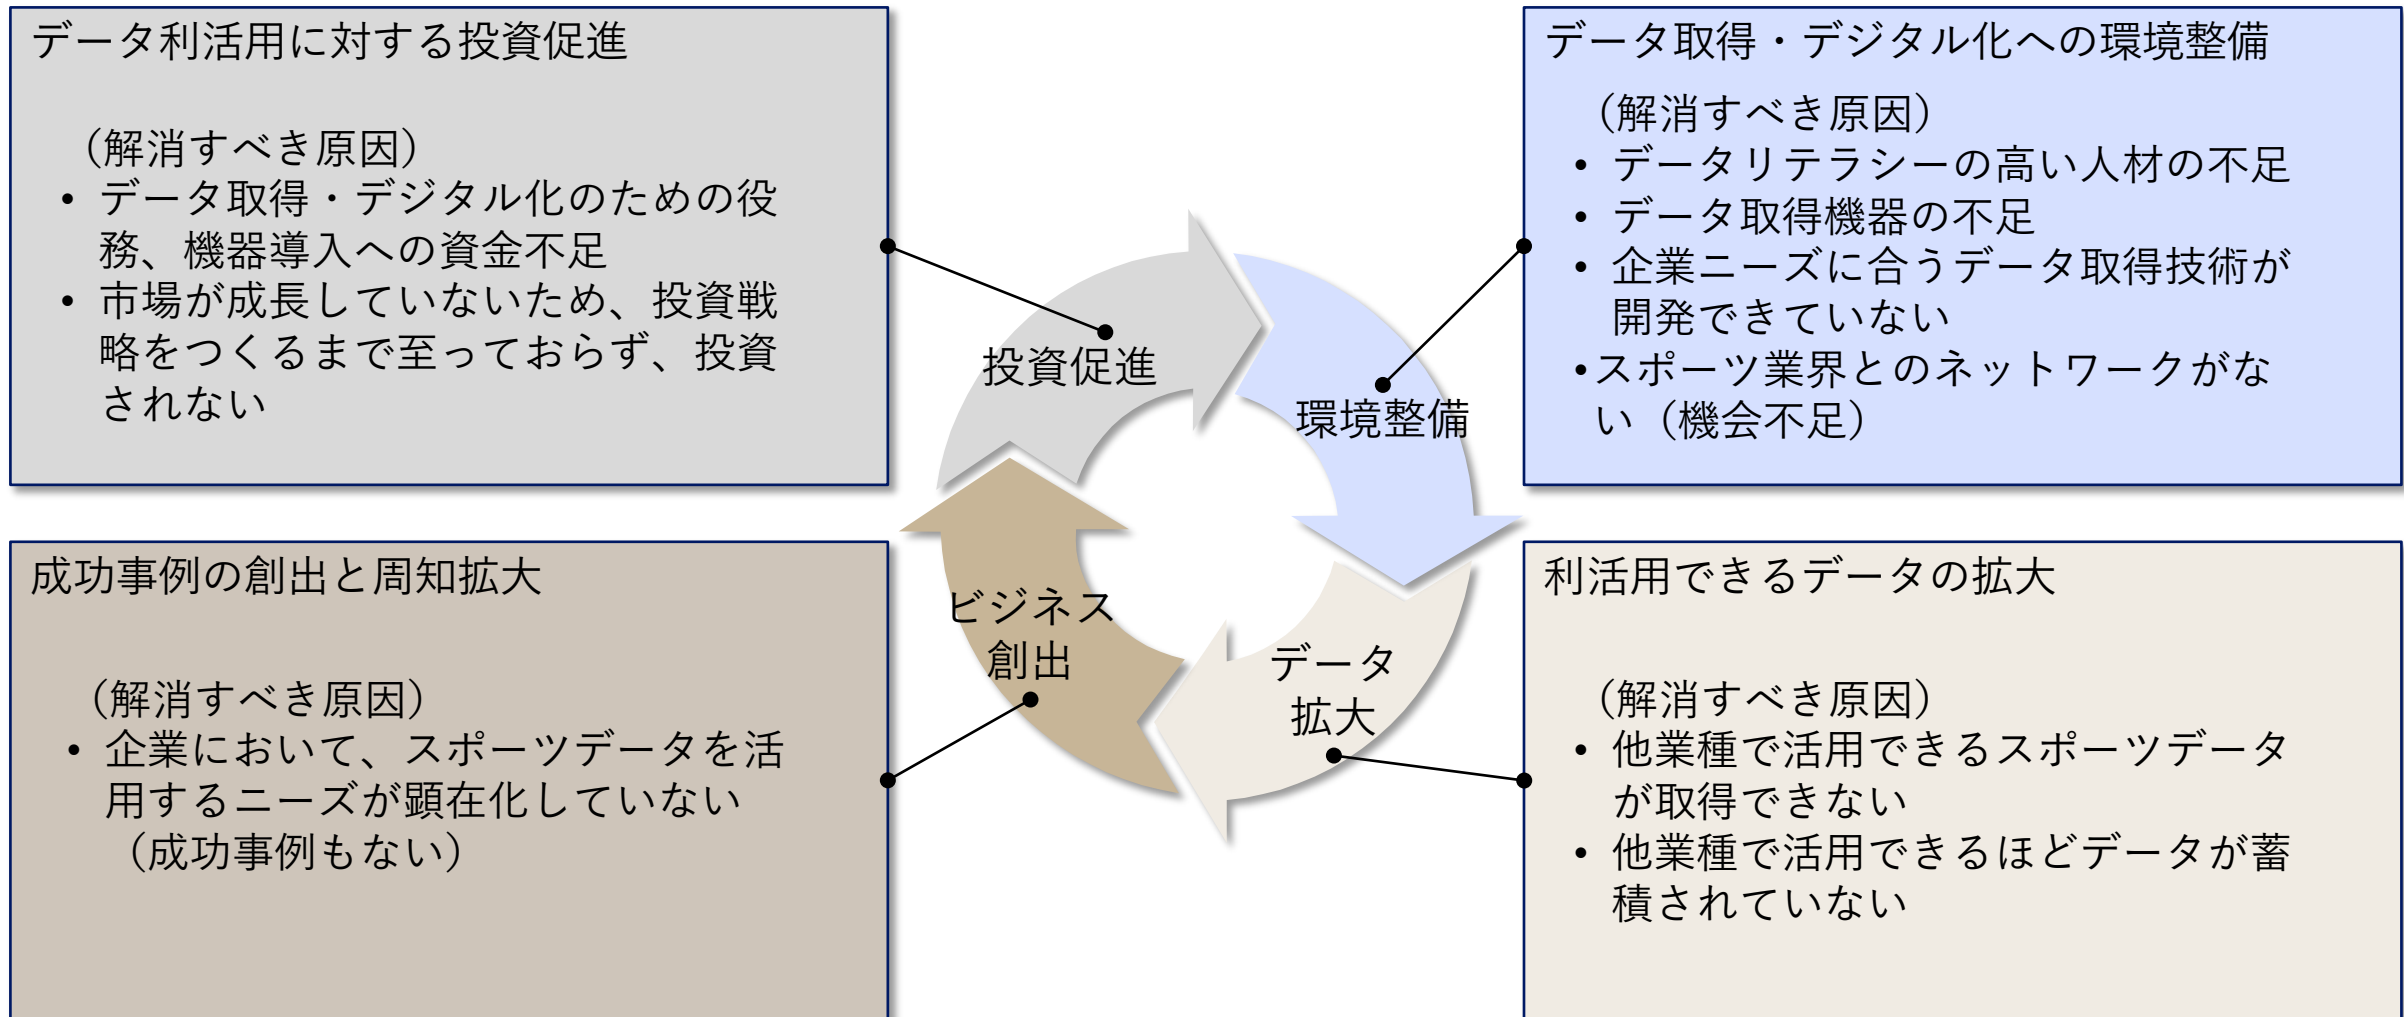 データ利活用に対する投資促進
（解消すべき原因）
• データ取得・デジタル化のための役
務、機器導入への資金不足
• 市場が成長していないため、投資戦
略をつくるまで至っておらず、投資
されない
データ取得・デジタル化への環境整備
（解消すべき原因）
• データリテラシーの高い人材の不足
• データ取得機器の不足
• 企業ニーズに合うデータ取得技術が
開発できていない
•スポーツ業界とのネットワークがな
い（機会不足）
投資促進
環境整備
ビジネス
創出
データ
拡大
成功事例の創出と周知拡大
（解消すべき原因）
• 企業において、スポーツデータを活
用するニーズが顕在化していない
（成功事例もない）
利活用できるデータの拡大
（解消すべき原因）
• 他業種で活用できるスポーツデータ
が取得できない
• 他業種で活用できるほどデータが蓄
積されていない